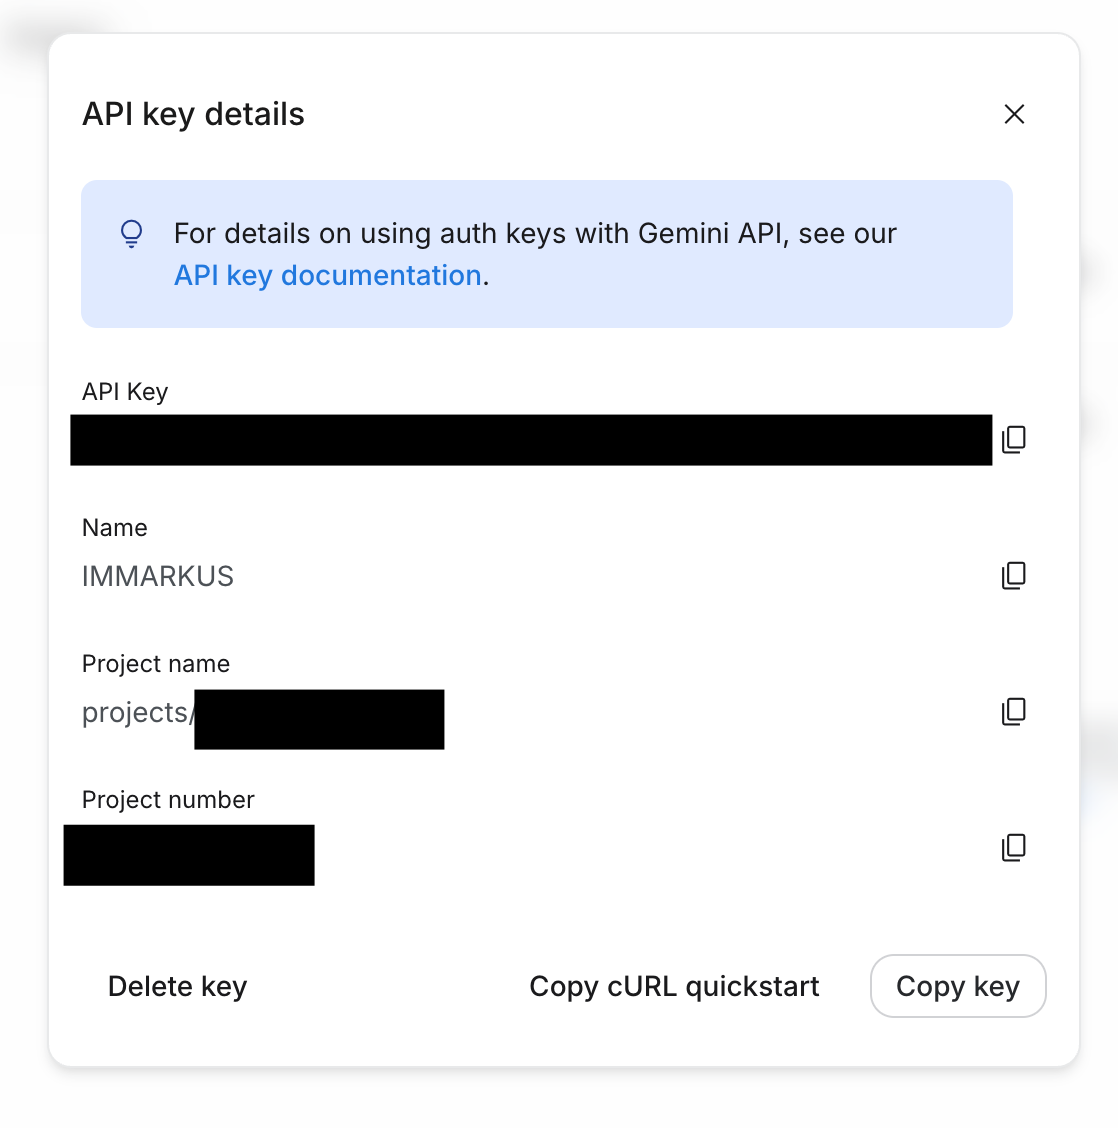 API key details
For details on using auth keys with Gemini API, see our
API key documentation.
API Key
Name
IMMARKUS
Project name
projects/
Project number
Delete key
Copy cURL quickstart
Copy key